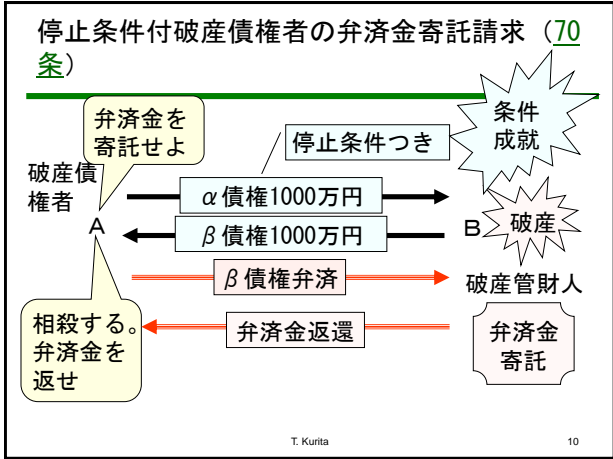 停止条件付破産債権者の弁済金寄託請求（70
条）
弁済金を
寄託せよ
停止条件つき
条件
成就
破産債
権者
α債権1000万円
A
β債権1000万円
B
破産
β債権弁済
破産管財人
相殺する。
弁済金を
返せ
弁済金返還
弁済金
寄託
T. Kurita
10